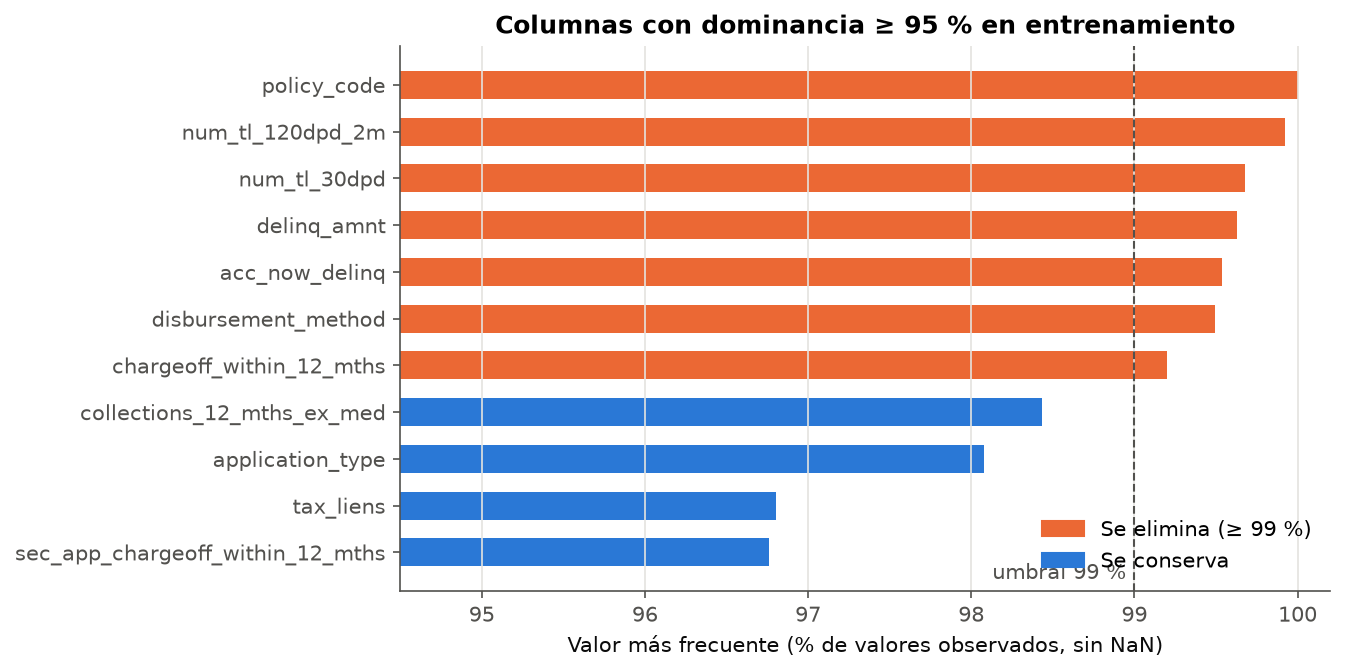 Columnas con dominancia ≥ 95 % en entrenamiento
policy_code
num_tl_120dpd_2m
num_tl_30dpd
delinq_amnt
acc_now_delinq
disbursement_method
chargeoff_within_12_mths
collections_12_mths_ex_med
application_type
tax_liens
sec_app_chargeoff_within_12_mths
Se elimina (≥ 99 %)
Se conserva
umbral 99 %
95 96 97 98 99 100
Valor más frecuente (% de valores observados, sin NaN)